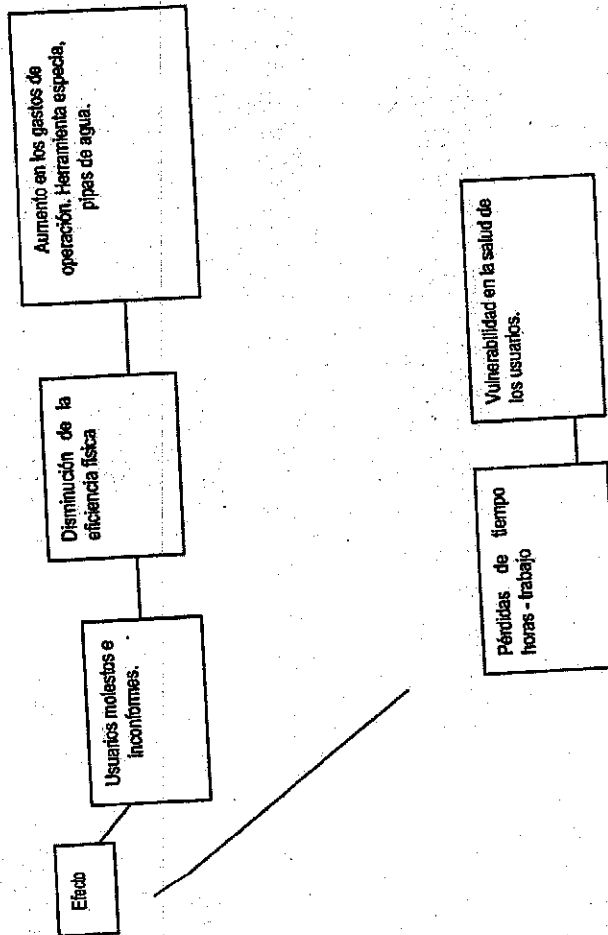 Efecto
Usuarios molestos e
inconformes.
Disminución de la
eficiencia física
Aumento en los gastos de
operación. Herramienta especia,
pipas de agua.
Pérdidas de tiempo
horas - trabajo
Vulnerabilidad en la salud de
los usuarios.